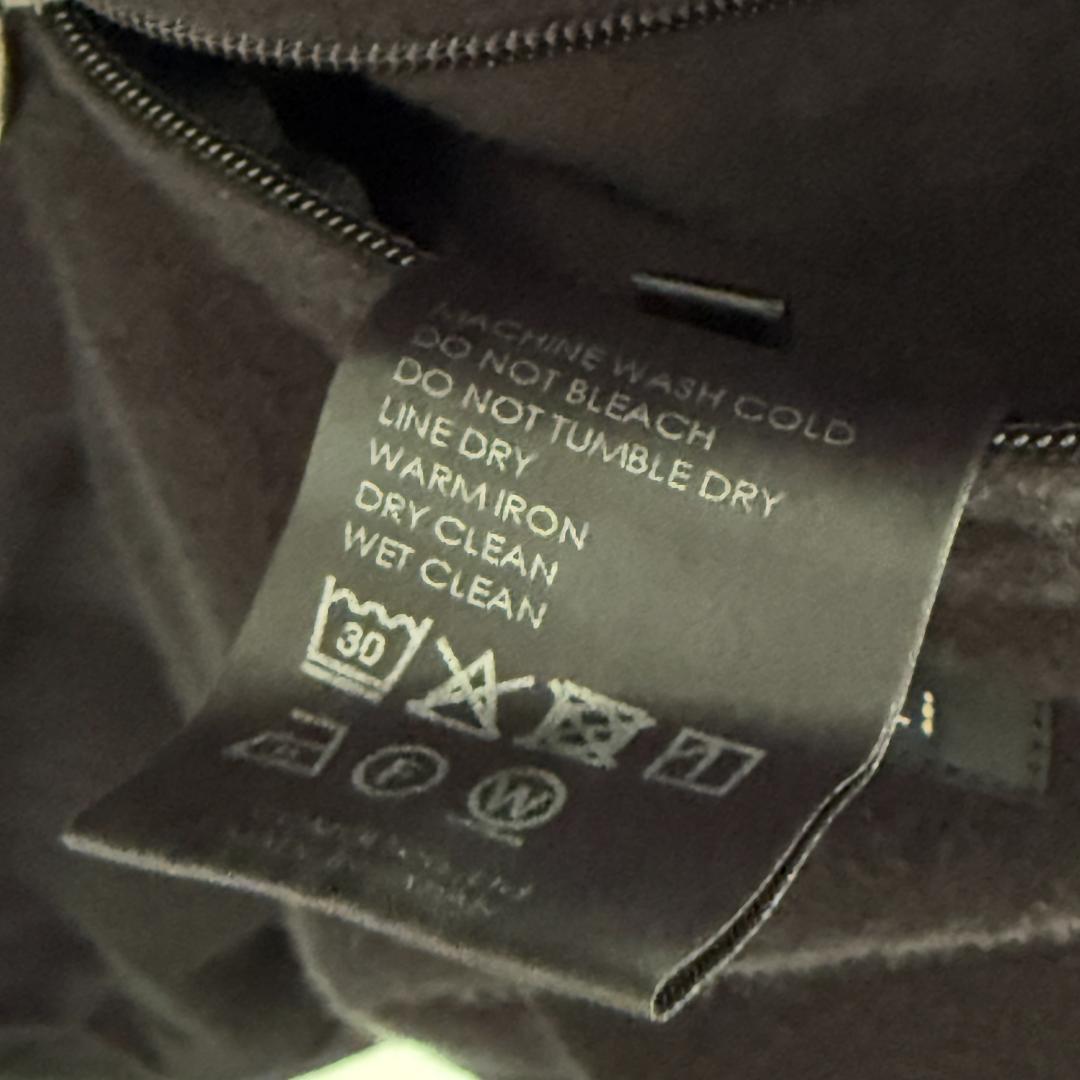 MACHINE WASH COLD
DO NOT BLEACH
DO NOT TUMBLE DRY
LINE DRY
WARM IRON
DRY CLEAN
WET CLEAN
30
F W